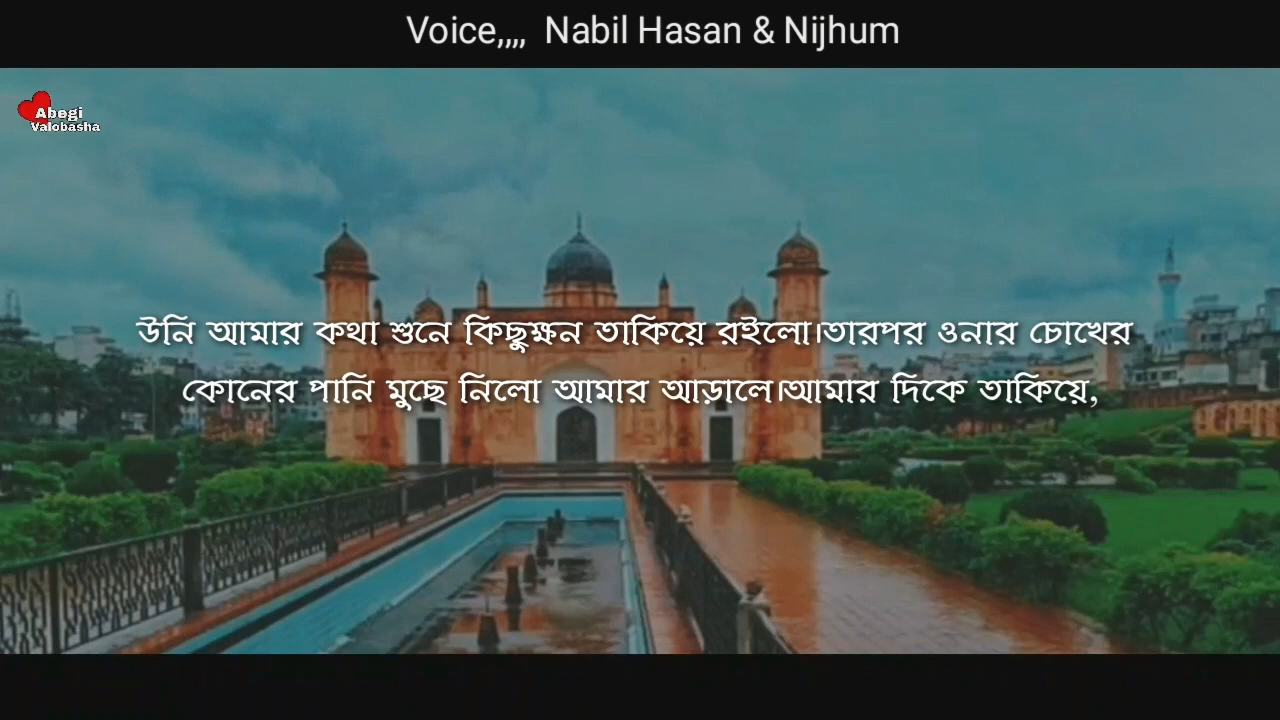 Voice,,,, Nabil Hasan & Nijhum
Abegi
Valobasha
উনি আমার কথা শুনে কিছুক্ষন তাকিয়ে রইলো।তারপর ওনার চোখের
কোনের পানি মুছে নিলো আমার আড়ালে।আমার দিকে তাকিয়ে,